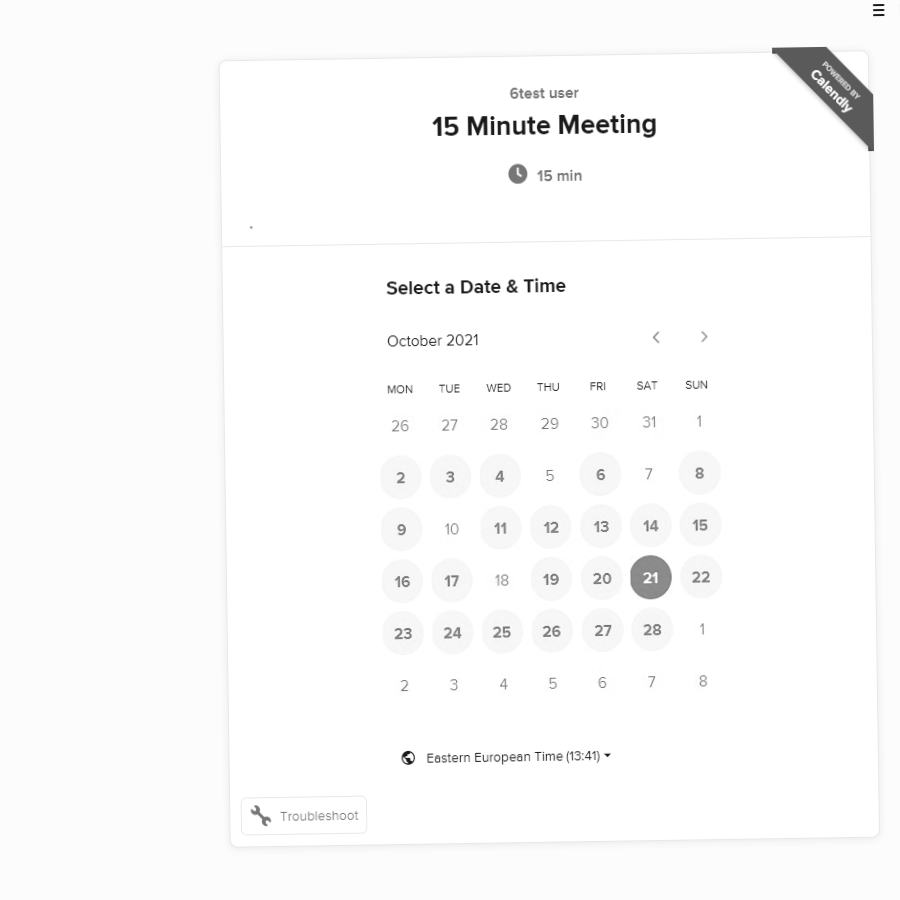 POWERED BY
Calendly
6test user
15 Minute Meeting
15 min
.
Select a Date & Time
October 2021
MON TUE WED THU FRI SAT SUN
26 27 28 29 30 31 1
2 3 4 5 6 7 8
9 10 11 12 13 14 15
16 17 18 19 20 21 22
23 24 25 26 27 28 1
2 3 4 5 6 7 8
Eastern European Time (13:41)
Troubleshoot